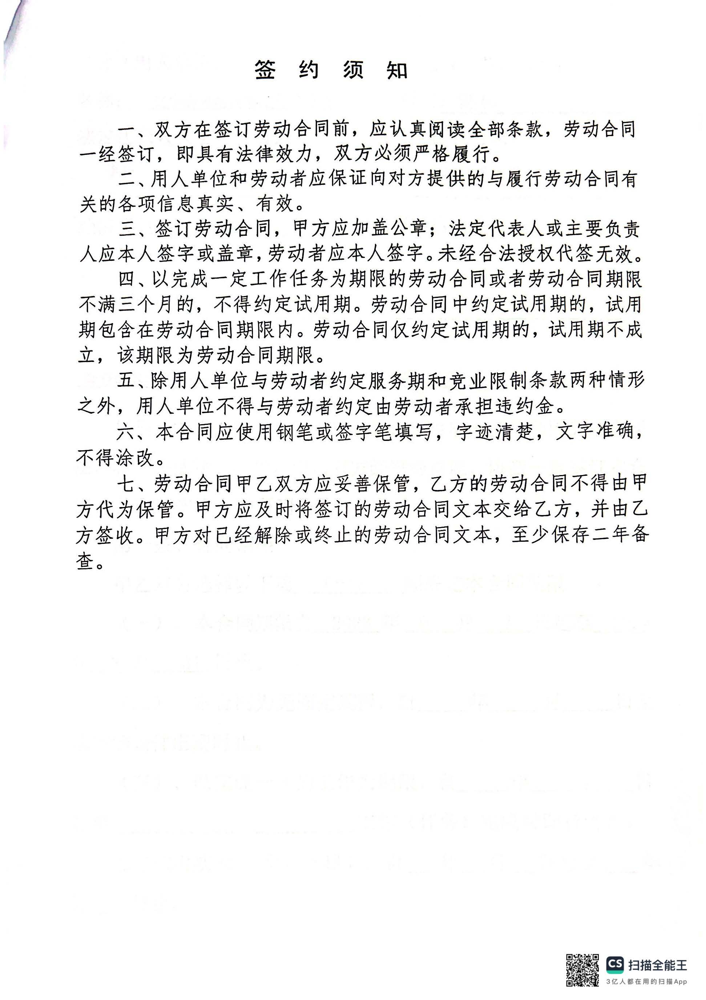 签约须知
一、双方在签订劳动合同前，应认真阅读全部条款，劳动合同
一经签订，即具有法律效力，双方必须严格履行。
二、用人单位和劳动者应保证向对方提供的与履行劳动合同有
关的各项信息真实、有效。
三、签订劳动合同，甲方应加盖公章；法定代表人或主要负责
人应本人签字或盖章，劳动者应本人签字。未经合法授权代签无效。
四、以完成一定工作任务为期限的劳动合同或者劳动合同期限
不满三个月的，不得约定试用期。劳动合同中约定试用期的，试用
期包含在劳动合同期限内。劳动合同仅约定试用期的，试用期不成
立，该期限为劳动合同期限。
五、除用人单位与劳动者约定服务期和竞业限制条款两种情形
之外，用人单位不得与劳动者约定由劳动者承担违约金。
六、本合同应使用钢笔或签字笔填写，字迹清楚，文字准确，
不得涂改。
七、劳动合同甲乙双方应妥善保管，乙方的劳动合同不得由甲
方代为保管。甲方应及时将签订的劳动合同文本交给乙方，并由乙
方签收。甲方对已经解除或终止的劳动合同文本，至少保存二年备
查。
CS 扫描全能王
3亿人都在用的扫描App